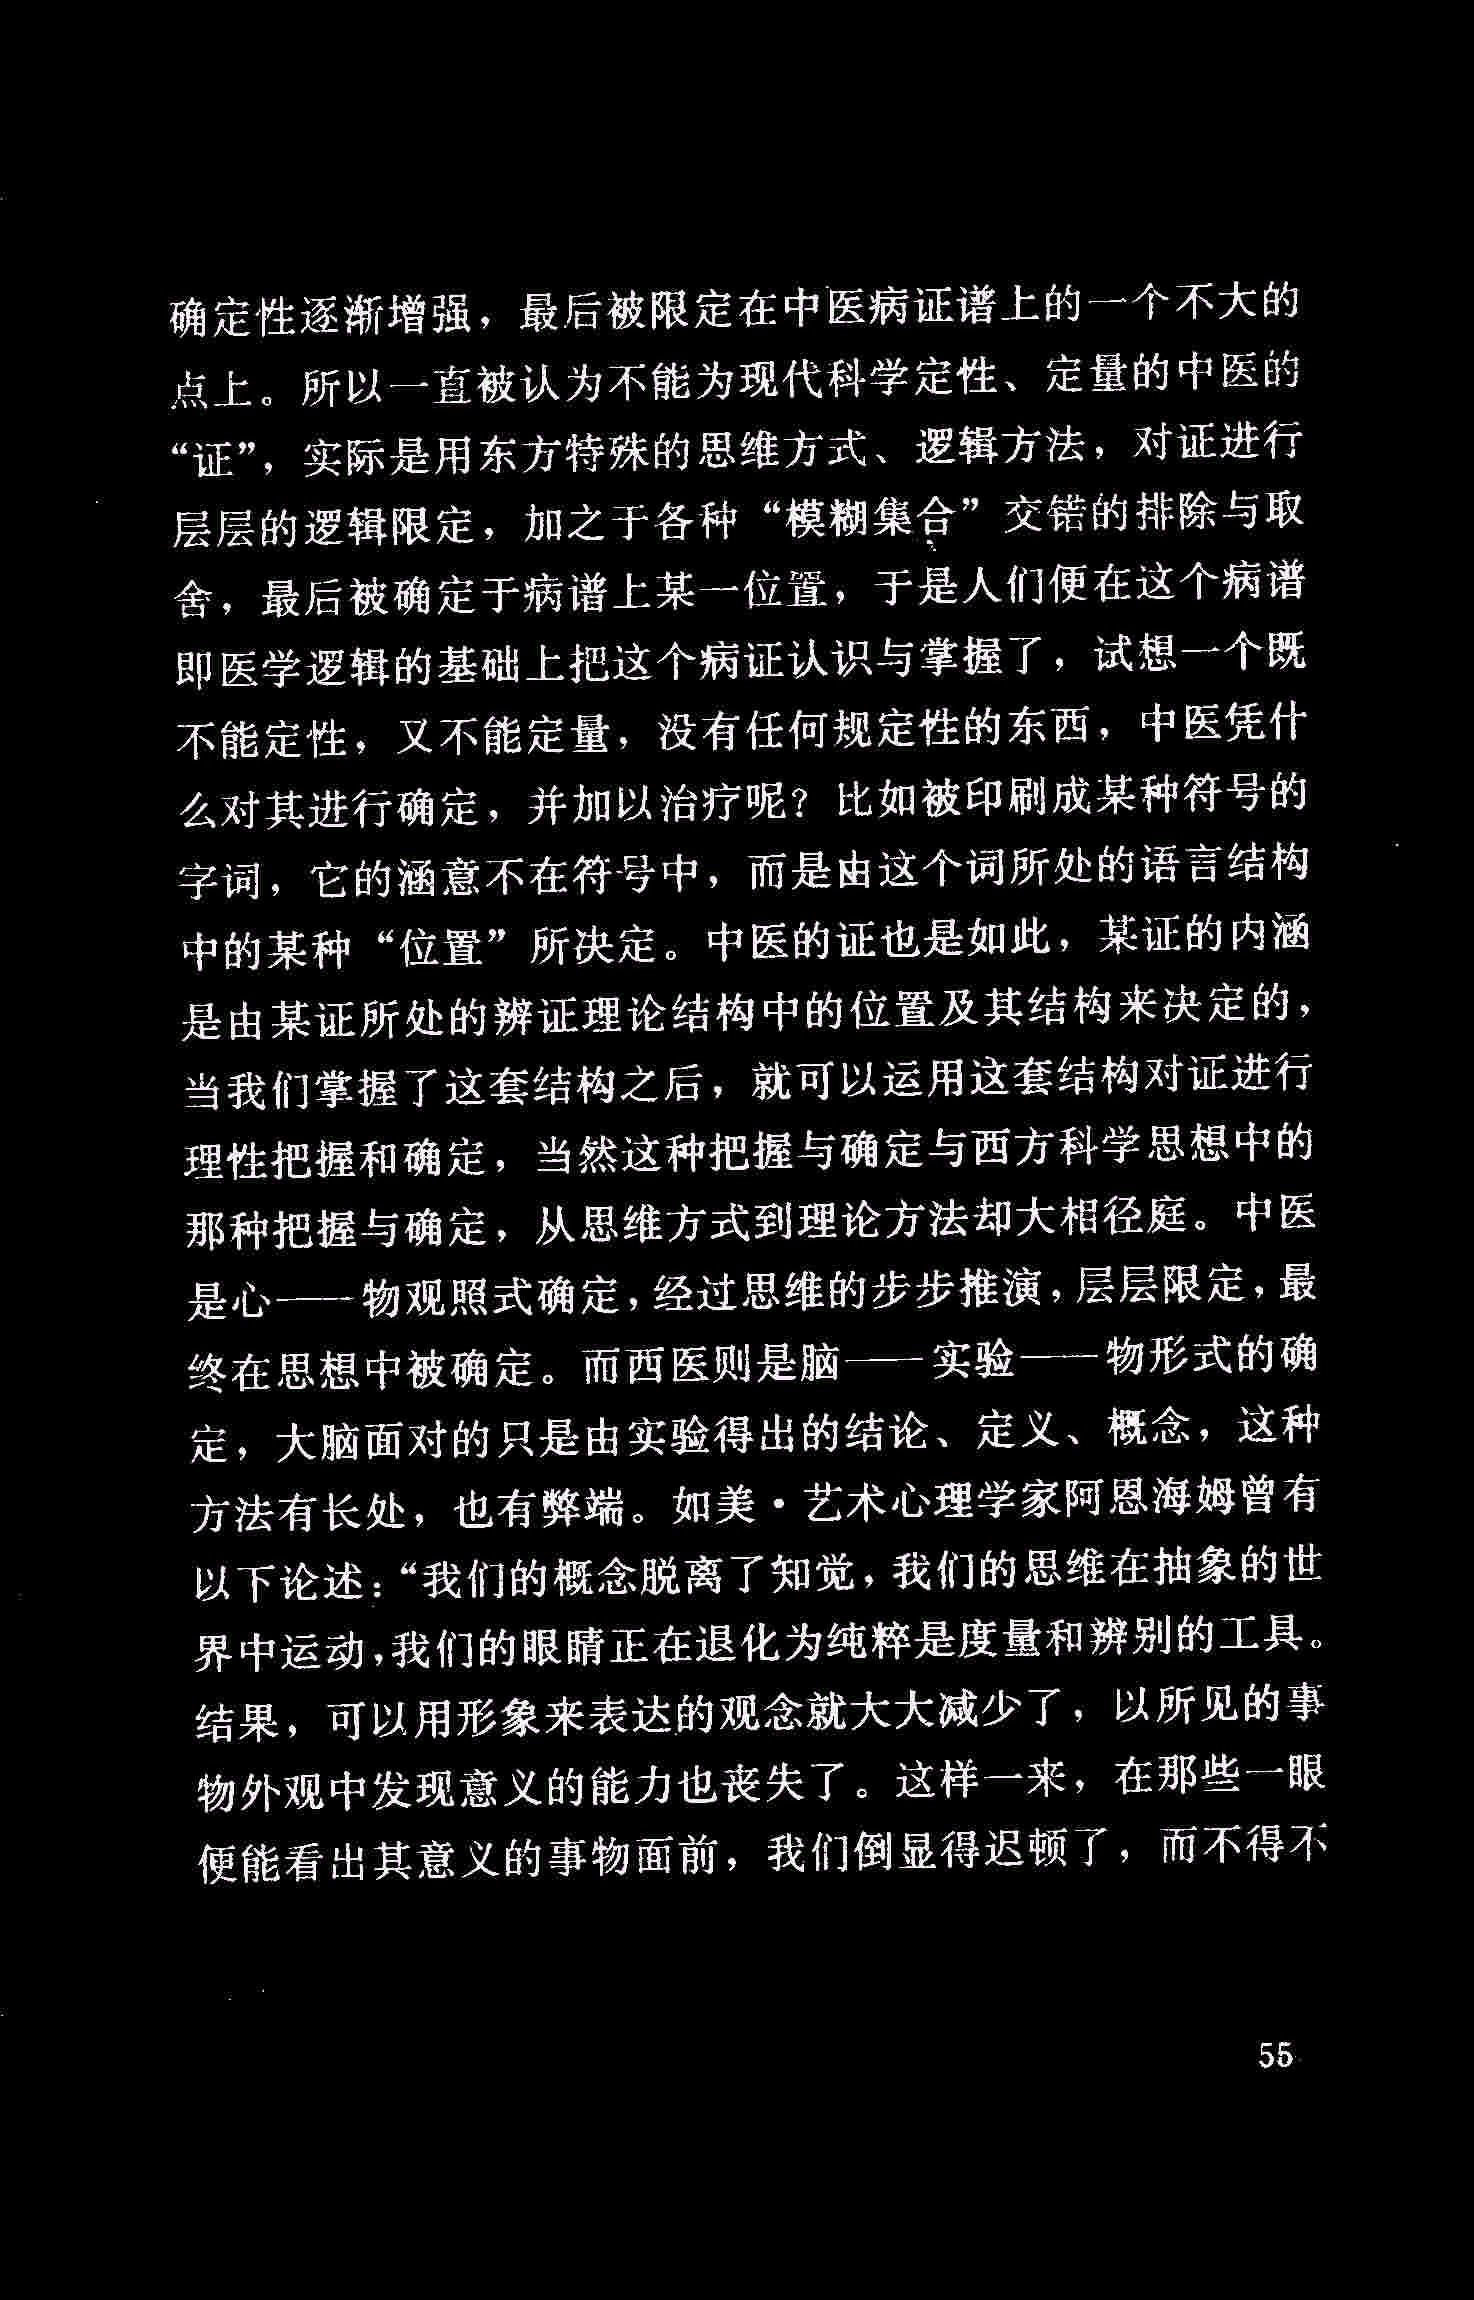 确定性逐渐增强，最后被限定在中医病证谱上的一个不大的
点上。所以一直被认为不能为现代科学定性、定量的中医的
“证”，实际是用东方特殊的思维方式、逻辑方法，对证进行
层层的逻辑限定，加之于各种“模糊集合”交错的排除与取
舍，最后被确定于病谱上某一位置，于是人们便在这个病谱
即医学逻辑的基础上把这个病证认识与掌握了，试想一个既
不能定性，又不能定量，没有任何规定性的东西，中医凭什
么对其进行确定，并加以治疗呢？比如被印刷成某种符号的
字词，它的涵意不在符号中，而是由这个词所处的语言结构
中的某种“位置”所决定。中医的证也是如此，某证的内涵
是由某证所处的辨证理论结构中的位置及其结构来决定的，
当我们掌握了这套结构之后，就可以运用这套结构对证进行
理性把握和确定，当然这种把握与确定与西方科学思想中的
那种把握与确定，从思维方式到理论方法却大相径庭。中医
是心——物观照式确定，经过思维的步步推演，层层限定，最
终在思想中被确定。而西医则是脑——实验——物形式的确
定，大脑面对的只是由实验得出的结论、定义、概念，这种
方法有长处，也有弊端。如美·艺术心理学家阿恩海姆曾有
以下论述：“我们的概念脱离了知觉，我们的思维在抽象的世
界中运动，我们的眼睛正在退化为纯粹是度量和辨别的工具。
结果，可以用形象来表达的观念就大大减少了，以所见的事
物外观中发现意义的能力也丧失了。这样一来，在那些一眼
便能看出其意义的事物面前，我们倒显得迟顿了，而不得不
55